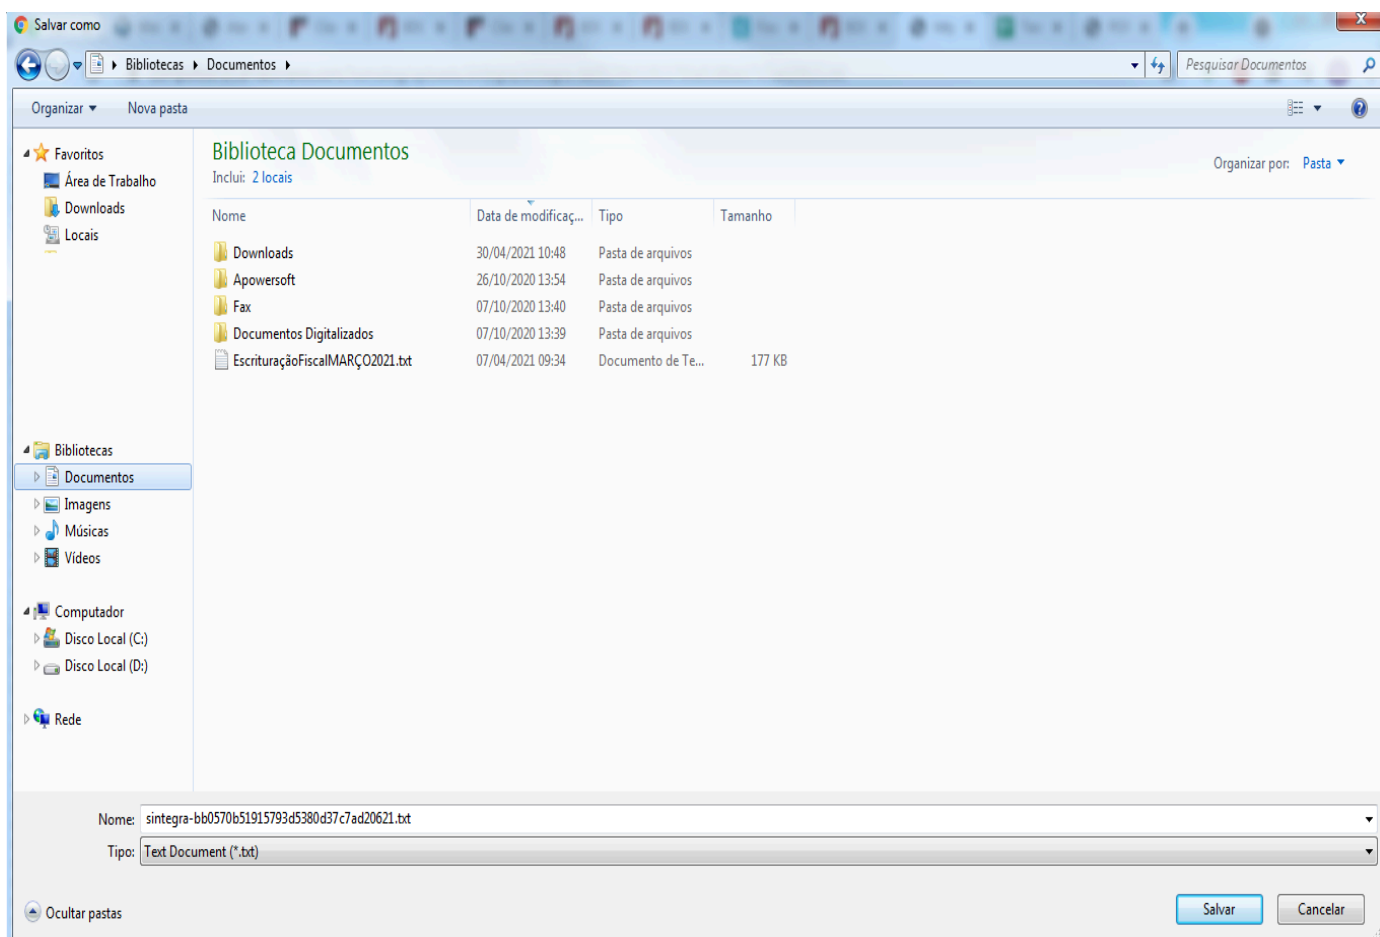 Salvar como
Bibliotecas Documentos
Pesquisar Documentos
Organizar Nova pasta
Favoritos
Área de Trabalho
Downloads
Locais
Bibliotecas
Documentos
Imagens
Músicas
Vídeos
Computador
Disco Local (C:)
Disco Local (D:)
Rede
Biblioteca Documentos
Inclui: 2 locais
Organizar por: Pasta
Nome Data de modificaç... Tipo Tamanho
Downloads 30/04/2021 10:48 Pasta de arquivos
Apowersoft 26/10/2020 13:54 Pasta de arquivos
Fax 07/10/2020 13:40 Pasta de arquivos
Documentos Digitalizados 07/10/2020 13:39 Pasta de arquivos
EscrituraçãoFiscalMARÇO2021.txt 07/04/2021 09:34 Documento de Te... 177 KB
Nome: sintegra-bb0570b51915793d5380d37c7ad20621.txt
Tipo: Text Document (*.txt)
Ocultar pastas
Salvar Cancelar